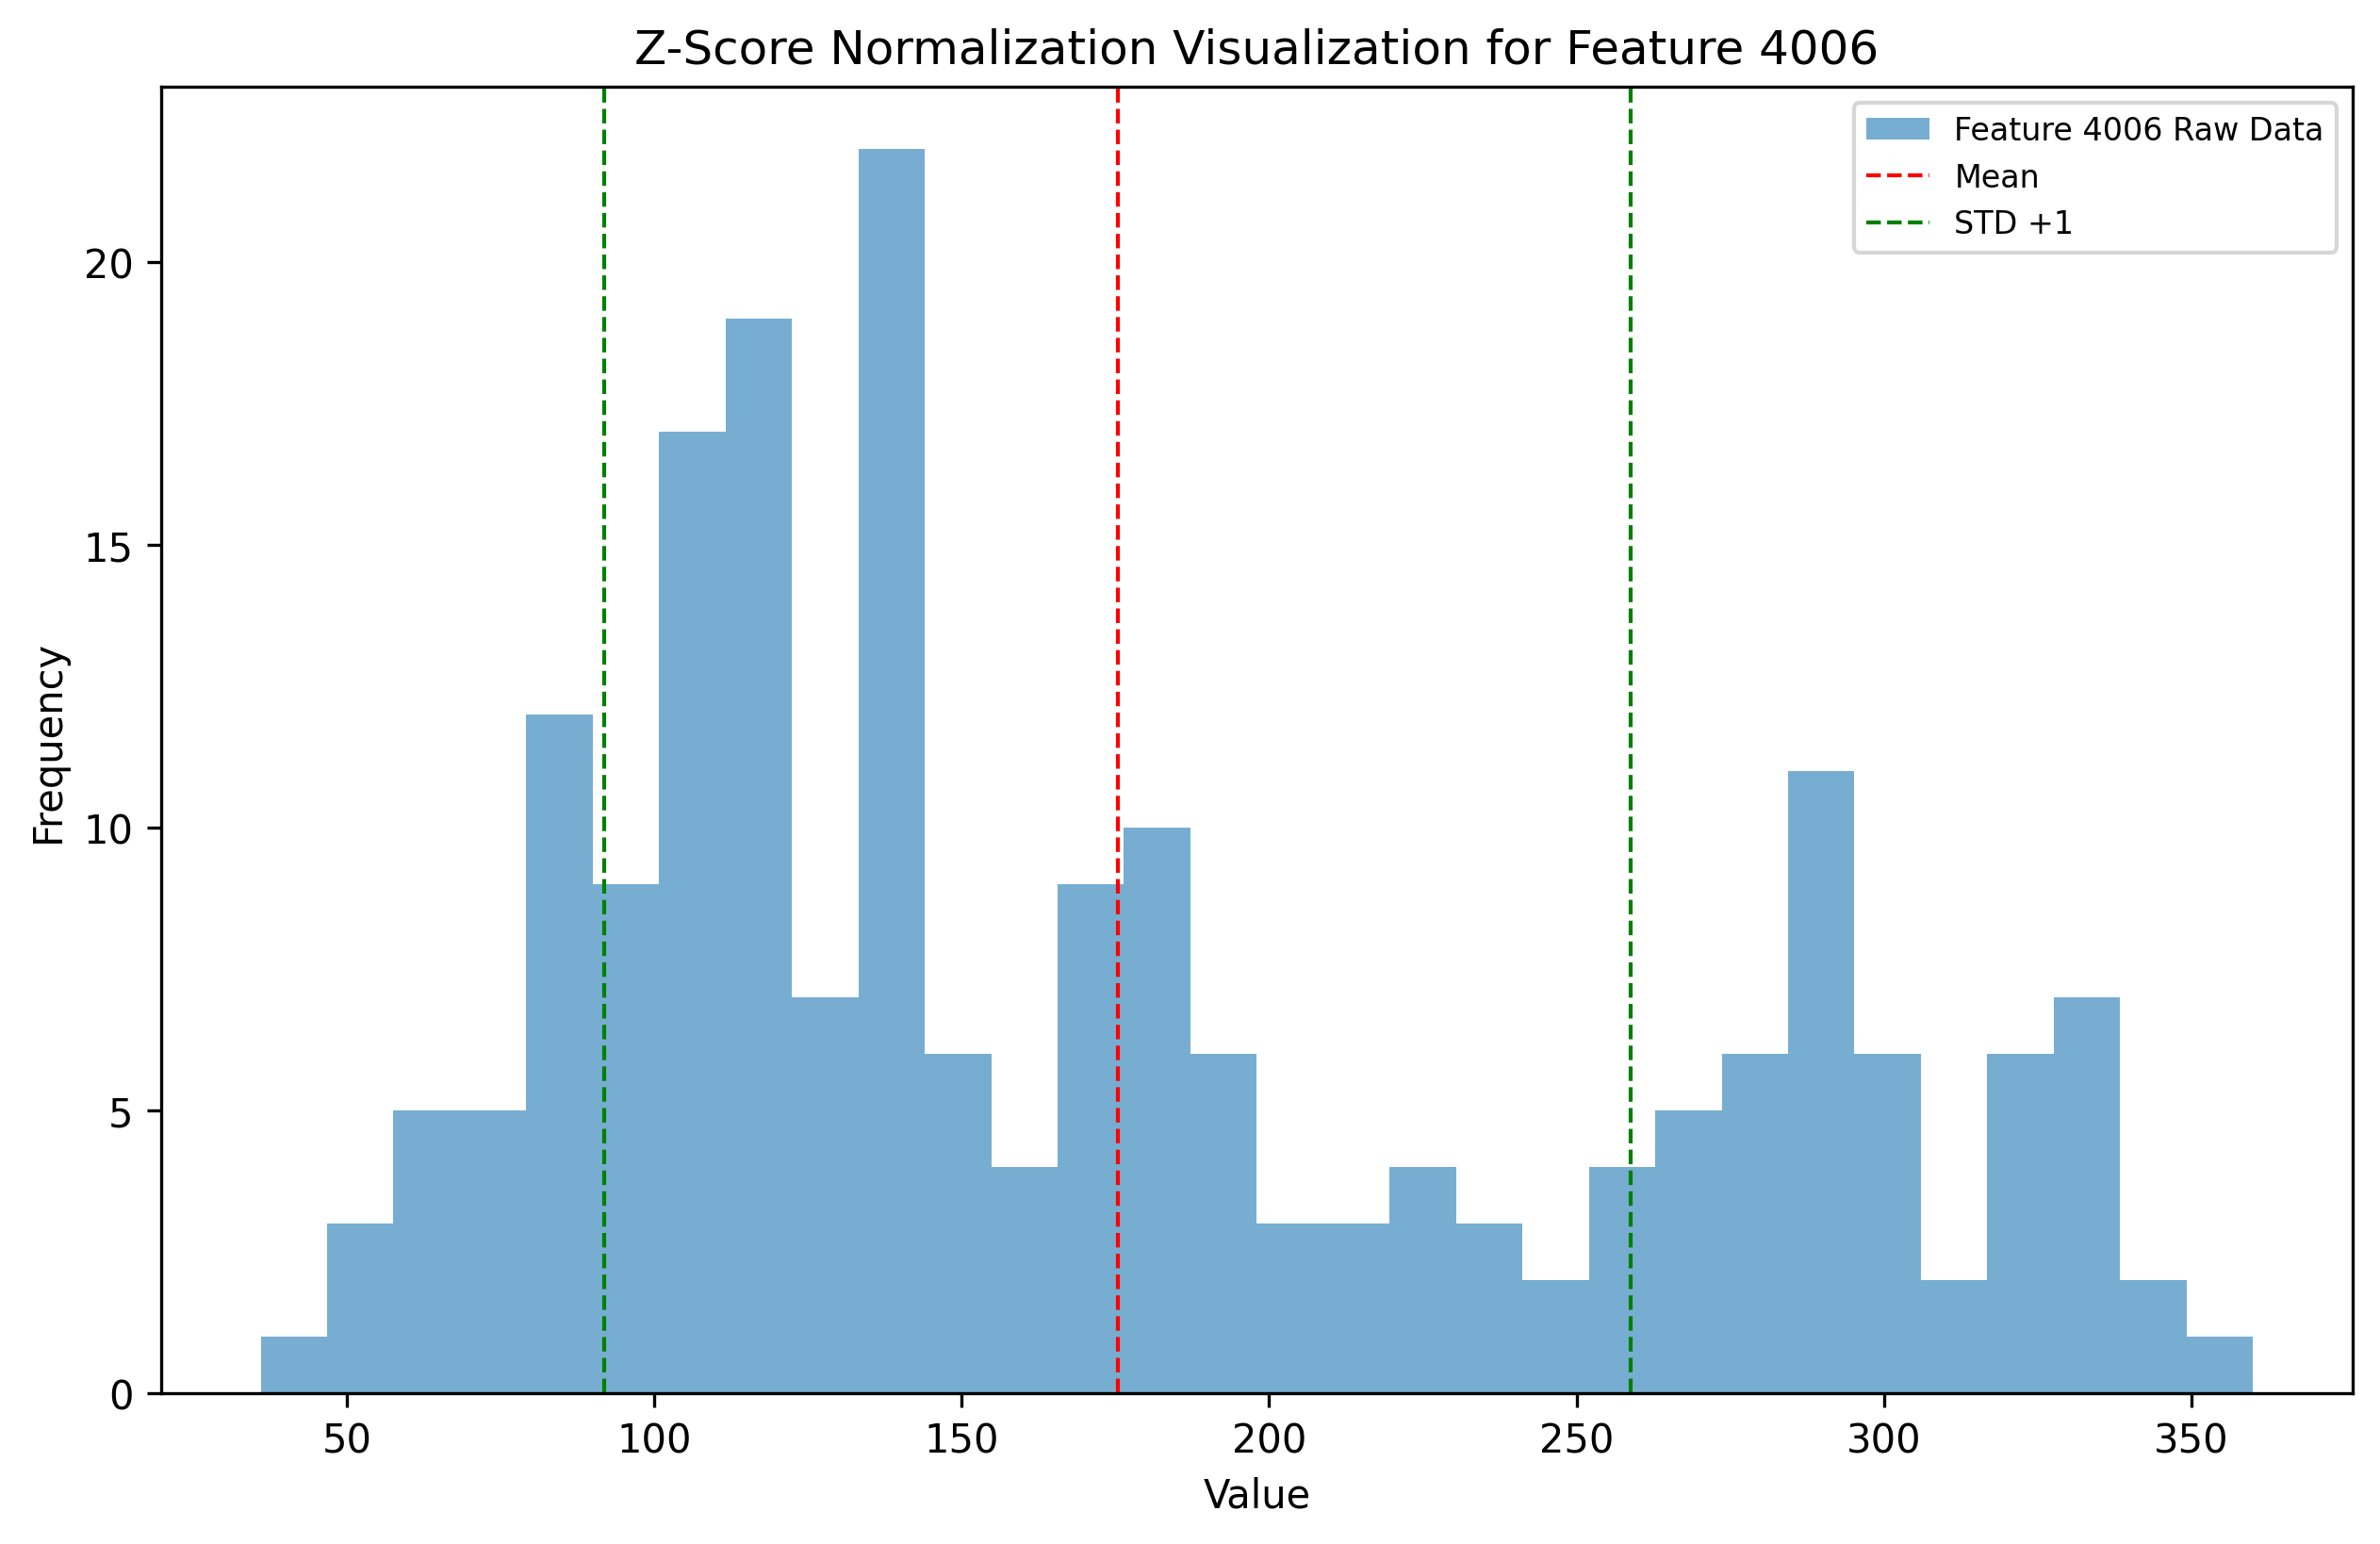 Z-Score Normalization Visualization for Feature 4006
Feature 4006 Raw Data
Mean
STD +1
20
15
10
5
0
Frequency
50 100 150 200 250 300 350
Value